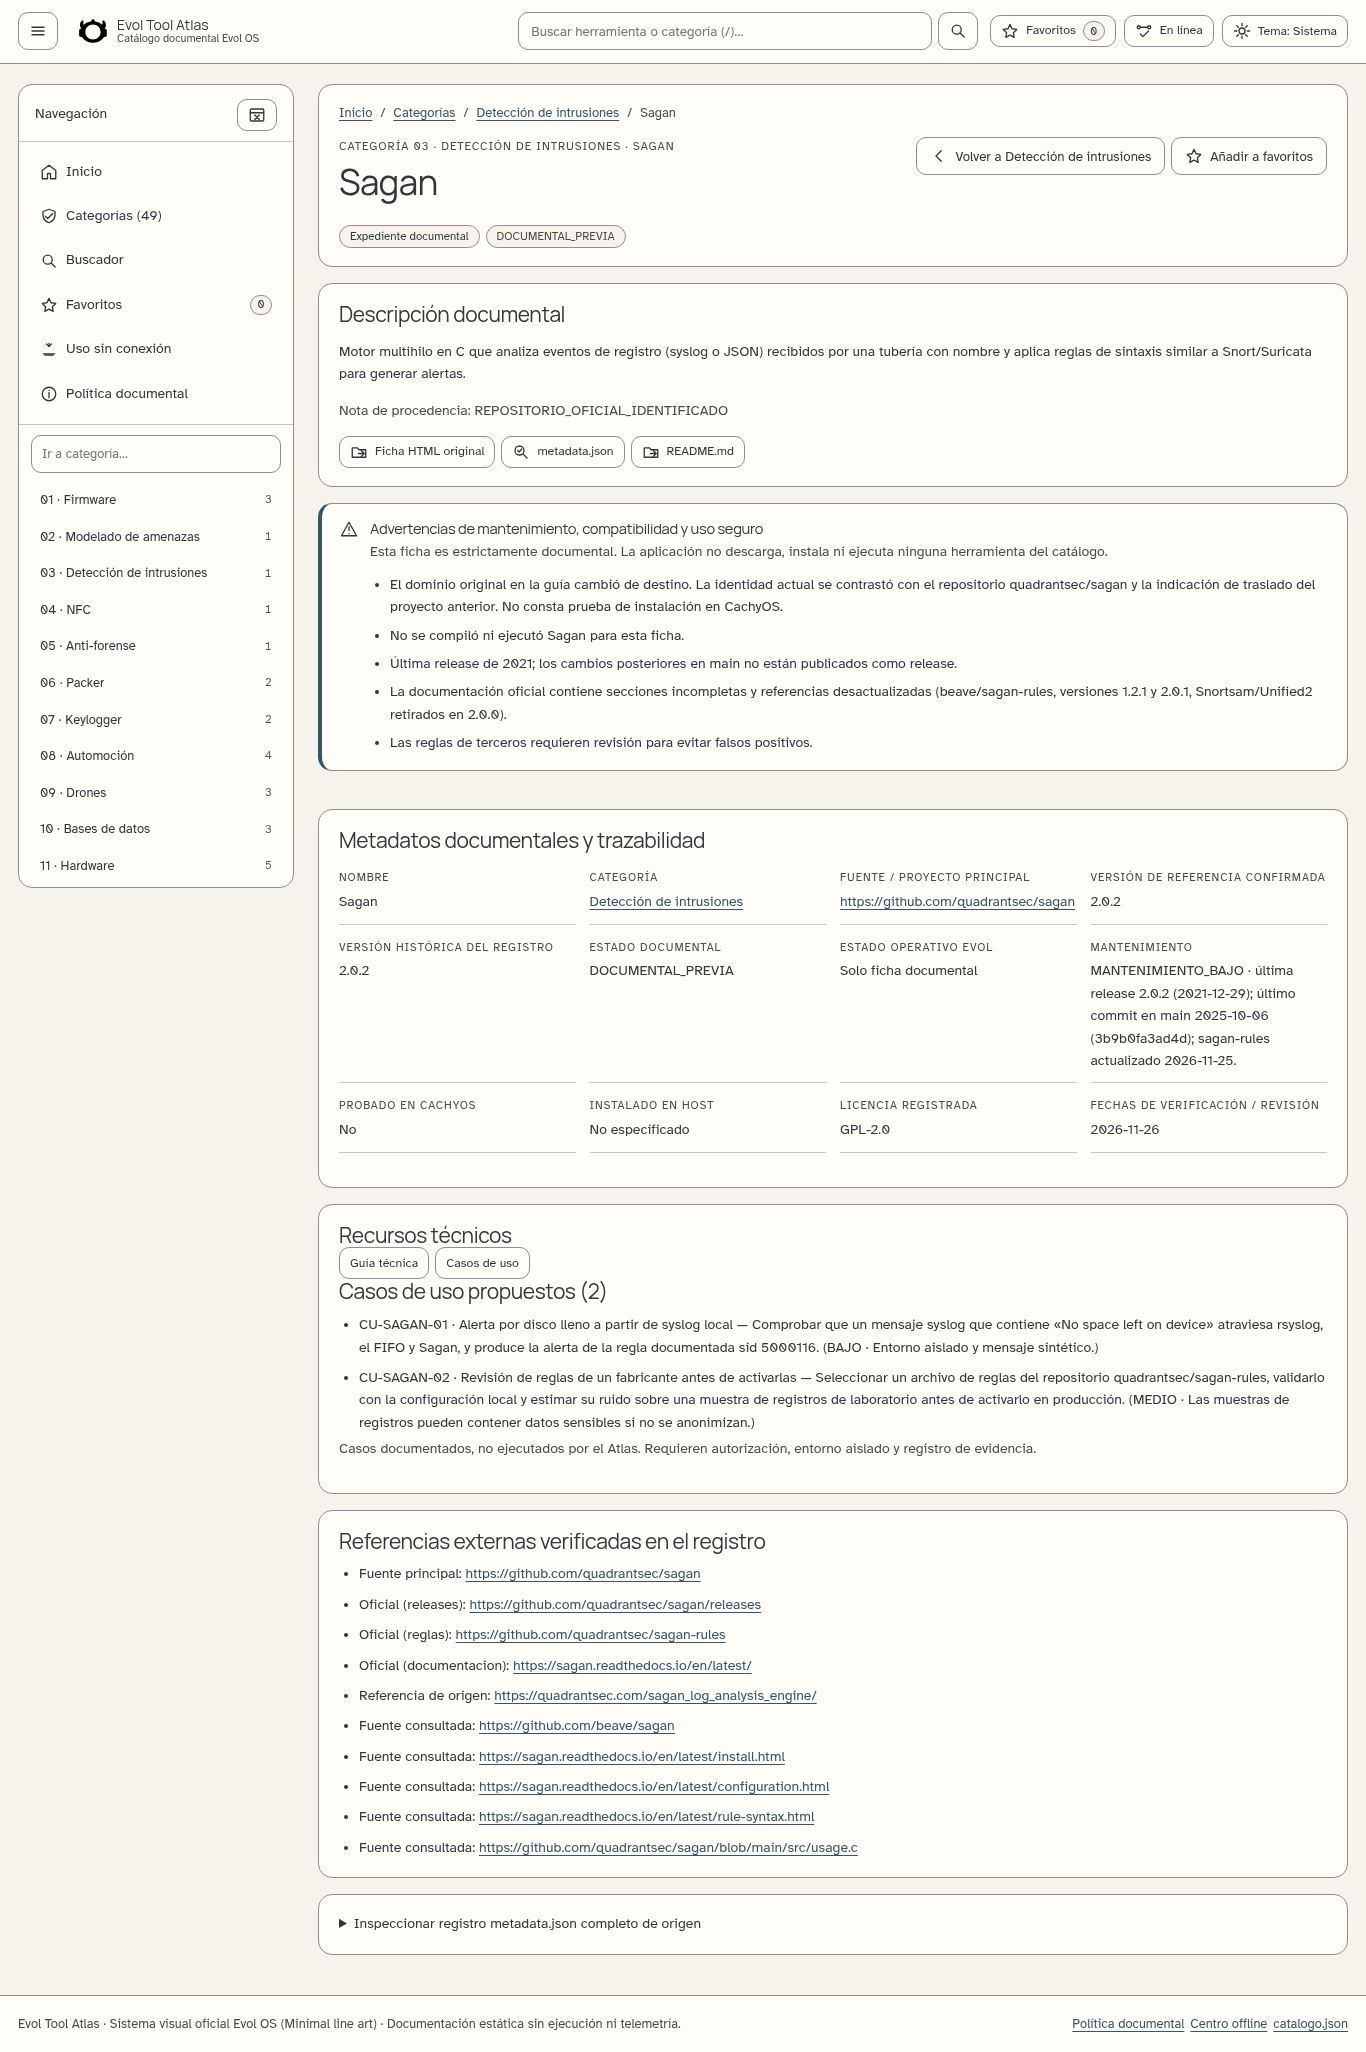 Evol Tool Atlas
Catálogo documental Evol OS
Buscar herramienta o categoría (/)...
Favoritos 0
En línea
Tema: Sistema
Navegación
Inicio
Categorías (49)
Buscador
Favoritos 0
Uso sin conexión
Política documental
Ir a categoría...
01 · Firmware 3
02 · Modelado de amenazas 1
03 · Detección de intrusiones 1
04 · NFC 1
05 · Anti-forense 1
06 · Packer 2
07 · Keylogger 2
08 · Automoción 4
09 · Drones 3
10 · Bases de datos 3
11 · Hardware 5
Inicio / Categorías / Detección de intrusiones / Sagan
CATEGORÍA 03 · DETECCIÓN DE INTRUSIONES · SAGAN
Volver a Detección de intrusiones
Añadir a favoritos
Sagan
Expediente documental
DOCUMENTAL_PREVIA
Descripción documental
Motor multihilo en C que analiza eventos de registro (syslog o JSON) recibidos por una tubería con nombre y aplica reglas de sintaxis similar a Snort/Suricata
para generar alertas.
Nota de procedencia: REPOSITORIO_OFICIAL_IDENTIFICADO
Ficha HTML original
metadata.json
README.md
Advertencias de mantenimiento, compatibilidad y uso seguro
Esta ficha es estrictamente documental. La aplicación no descarga, instala ni ejecuta ninguna herramienta del catálogo.
• El dominio original en la guía cambió de destino. La identidad actual se contrastó con el repositorio quadrantsec/sagan y la indicación de traslado del
proyecto anterior. No consta prueba de instalación en CachyOS.
• No se compiló ni ejecutó Sagan para esta ficha.
• Última release de 2021; los cambios posteriores en main no están publicados como release.
• La documentación oficial contiene secciones incompletas y referencias desactualizadas (beave/sagan-rules, versiones 1.2.1 y 2.0.1, Snortsam/Unified2
retirados en 2.0.0).
• Las reglas de terceros requieren revisión para evitar falsos positivos.
Metadatos documentales y trazabilidad
NOMBRE
Sagan
CATEGORÍA
Detección de intrusiones
FUENTE / PROYECTO PRINCIPAL
https://github.com/quadrantsec/sagan
VERSIÓN DE REFERENCIA CONFIRMADA
2.0.2
VERSIÓN HISTÓRICA DEL REGISTRO
2.0.2
ESTADO DOCUMENTAL
DOCUMENTAL_PREVIA
ESTADO OPERATIVO EVOL
Solo ficha documental
MANTENIMIENTO
MANTENIMIENTO_BAJO · última
release 2.0.2 (2021-12-29); último
commit en main 2025-10-06
(3b9b0fa3ad4d); sagan-rules
actualizado 2026-11-25.
PROBADO EN CACHYOS
No
INSTALADO EN HOST
No especificado
LICENCIA REGISTRADA
GPL-2.0
FECHAS DE VERIFICACIÓN / REVISIÓN
2026-11-26
Recursos técnicos
Guía técnica
Casos de uso
Casos de uso propuestos (2)
• CU-SAGAN-01 · Alerta por disco lleno a partir de syslog local — Comprobar que un mensaje syslog que contiene «No space left on device» atraviesa rsyslog,
el FIFO y Sagan, y produce la alerta de la regla documentada sid 5000116. (BAJO · Entorno aislado y mensaje sintético.)
• CU-SAGAN-02 · Revisión de reglas de un fabricante antes de activarlas — Seleccionar un archivo de reglas del repositorio quadrantsec/sagan-rules, validarlo
con la configuración local y estimar su ruido sobre una muestra de registros de laboratorio antes de activarlo en producción. (MEDIO · Las muestras de
registros pueden contener datos sensibles si no se anonimizan.)
Casos documentados, no ejecutados por el Atlas. Requieren autorización, entorno aislado y registro de evidencia.
Referencias externas verificadas en el registro
• Fuente principal: https://github.com/quadrantsec/sagan
• Oficial (releases): https://github.com/quadrantsec/sagan/releases
• Oficial (reglas): https://github.com/quadrantsec/sagan-rules
• Oficial (documentacion): https://sagan.readthedocs.io/en/latest/
• Referencia de origen: https://quadrantsec.com/sagan_log_analysis_engine/
• Fuente consultada: https://github.com/beave/sagan
• Fuente consultada: https://sagan.readthedocs.io/en/latest/install.html
• Fuente consultada: https://sagan.readthedocs.io/en/latest/configuration.html
• Fuente consultada: https://sagan.readthedocs.io/en/latest/rule-syntax.html
• Fuente consultada: https://github.com/quadrantsec/sagan/blob/main/src/usage.c
Inspeccionar registro metadata.json completo de origen
Evol Tool Atlas · Sistema visual oficial Evol OS (Minimal line art) · Documentación estática sin ejecución ni telemetría.
Política documental Centro offline catalogo.json